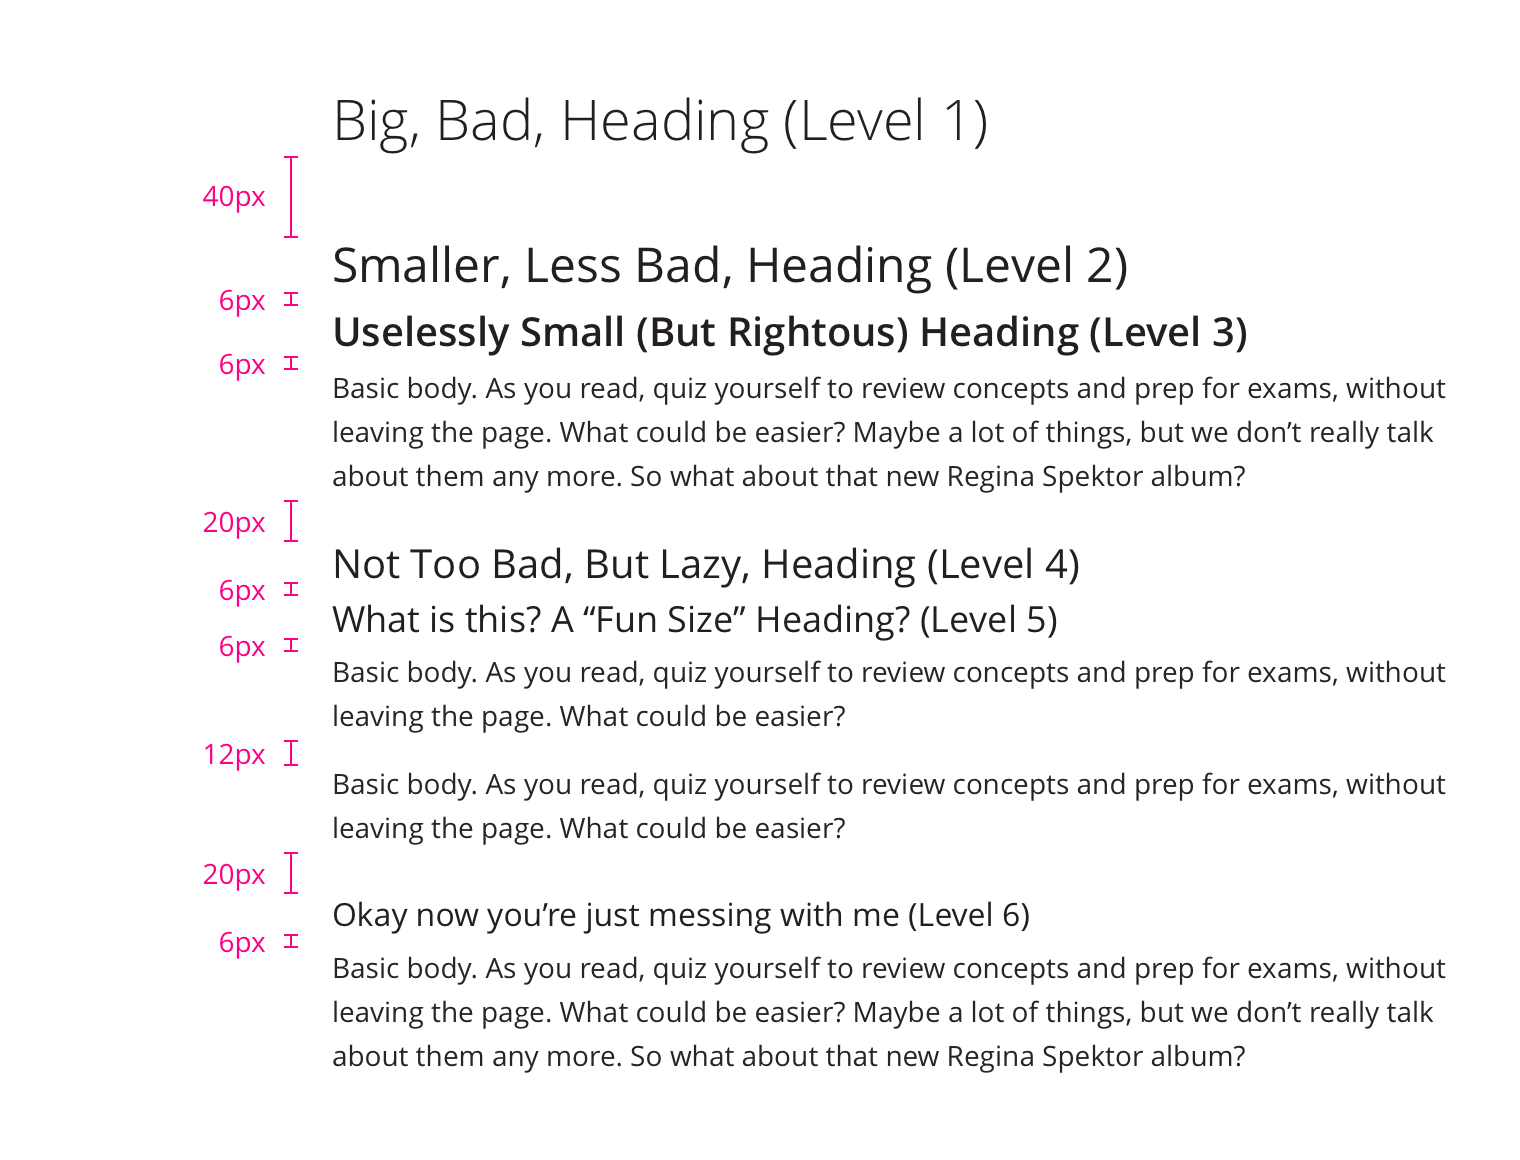 Big, Bad, Heading (Level 1)
40px
Smaller, Less Bad, Heading (Level 2)
6px
Uselessly Small (But Rightous) Heading (Level 3)
6px
Basic body. As you read, quiz yourself to review concepts and prep for exams, without
leaving the page. What could be easier? Maybe a lot of things, but we don’t really talk
about them any more. So what about that new Regina Spektor album?
20px
Not Too Bad, But Lazy, Heading (Level 4)
6px
What is this? A “Fun Size” Heading? (Level 5)
6px
Basic body. As you read, quiz yourself to review concepts and prep for exams, without
leaving the page. What could be easier?
12px
Basic body. As you read, quiz yourself to review concepts and prep for exams, without
leaving the page. What could be easier?
20px
Okay now you’re just messing with me (Level 6)
6px
Basic body. As you read, quiz yourself to review concepts and prep for exams, without
leaving the page. What could be easier? Maybe a lot of things, but we don’t really talk
about them any more. So what about that new Regina Spektor album?